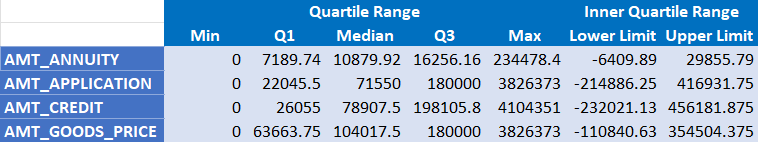 Quartile Range Inner Quartile Range
Min Q1 Median Q3 Max Lower Limit Upper Limit
AMT_ANNUITY 0 7189.74 10879.92 16256.16 234478.4 -6409.89 29855.79
AMT_APPLICATION 0 22045.5 71550 180000 3826373 -214886.25 416931.75
AMT_CREDIT 0 26055 78907.5 198105.8 4104351 -232021.13 456181.875
AMT_GOODS_PRICE 0 63663.75 104017.5 180000 3826373 -110840.63 354504.375